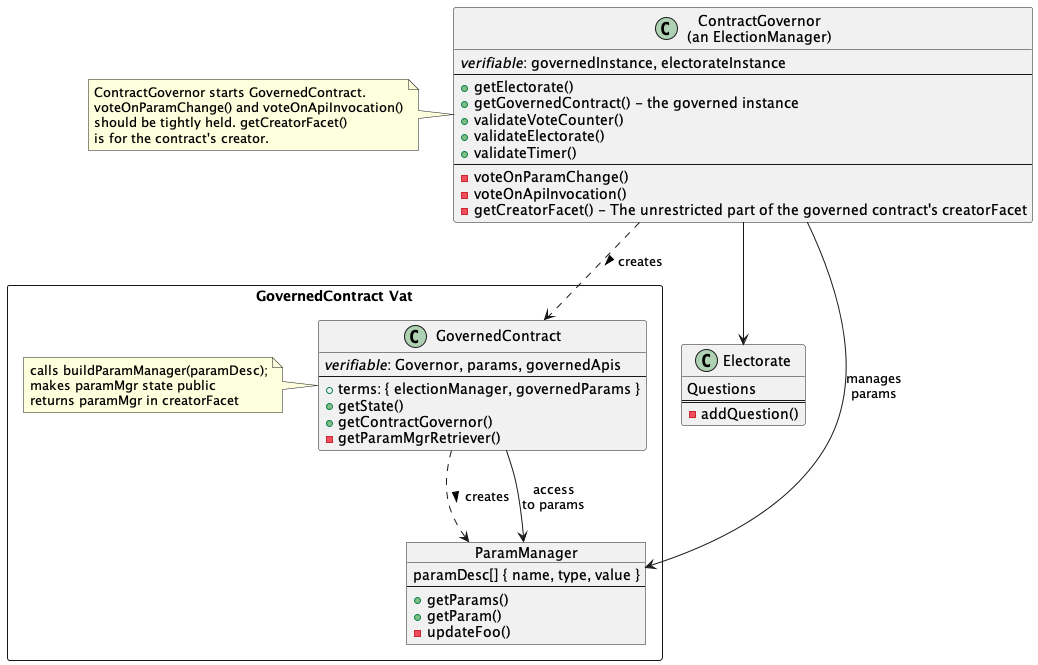 ContractGovernor
(an ElectionManager)
verifiable: governedInstance, electorateInstance
getElectorate()
getGovernedContract() – the governed instance
validateVoteCounter()
validateElectorate()
validateTimer()
voteOnParamChange()
voteOnApiInvocation()
getCreatorFacet() – The unrestricted part of the governed contract's creatorFacet
ContractGovernor starts GovernedContract.
voteOnParamChange() and voteOnApiInvocation()
should be tightly held. getCreatorFacet()
is for the contract's creator.
creates
GovernedContract Vat
C GovernedContract
verifiable: Governor, params, governedApis
terms: { electionManager, governedParams }
getState()
getContractGovernor()
getParamMgrRetriever()
calls buildParamManager(paramDesc);
makes paramMgr state public
returns paramMgr in creatorFacet
C Electorate
Questions
addQuestion()
manages
params
creates
access
to params
ParamManager
paramDesc[] { name, type, value }
getParams()
getParam()
updateFoo()